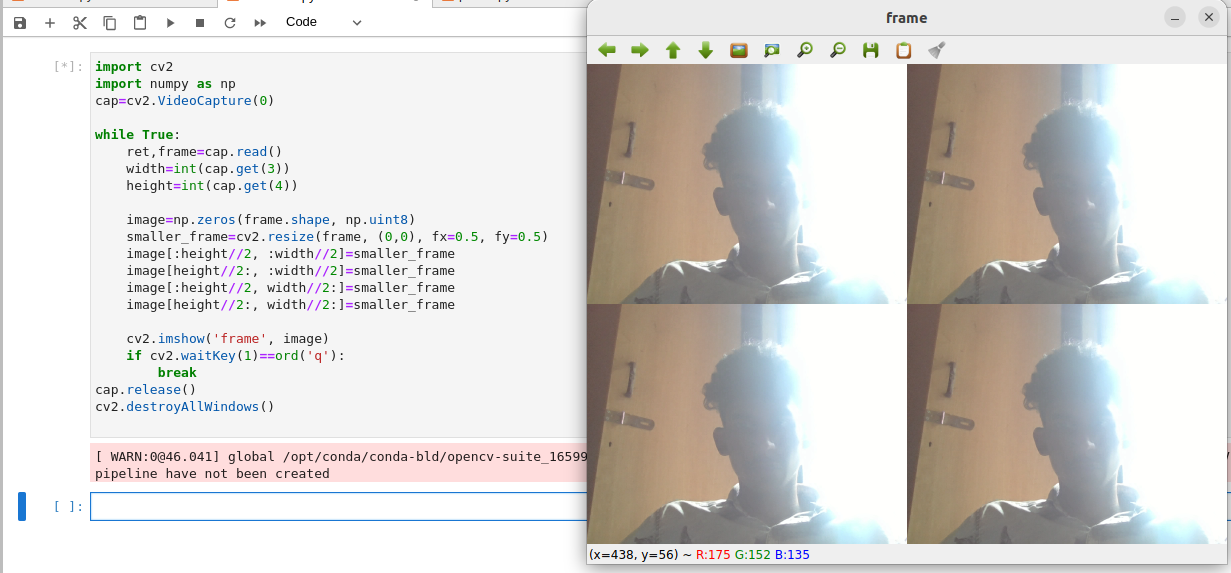 Code
[*]:
import cv2
import numpy as np
cap=cv2.VideoCapture(0)
while True:
    ret,frame=cap.read()
    width=int(cap.get(3))
    height=int(cap.get(4))
    image=np.zeros(frame.shape, np.uint8)
    smaller_frame=cv2.resize(frame, (0,0), fx=0.5, fy=0.5)
    image[:height//2, :width//2]=smaller_frame
    image[height//2:, :width//2]=smaller_frame
    image[:height//2, width//2:]=smaller_frame
    image[height//2:, width//2:]=smaller_frame
    cv2.imshow('frame', image)
    if cv2.waitKey(1)==ord('q'):
        break
cap.release()
cv2.destroyAllWindows()
[ WARN:0@46.041] global /opt/conda/conda-bld/opencv-suite_16599
pipeline have not been created
[ ]:
frame
(x=438, y=56) ~ R:175 G:152 B:135